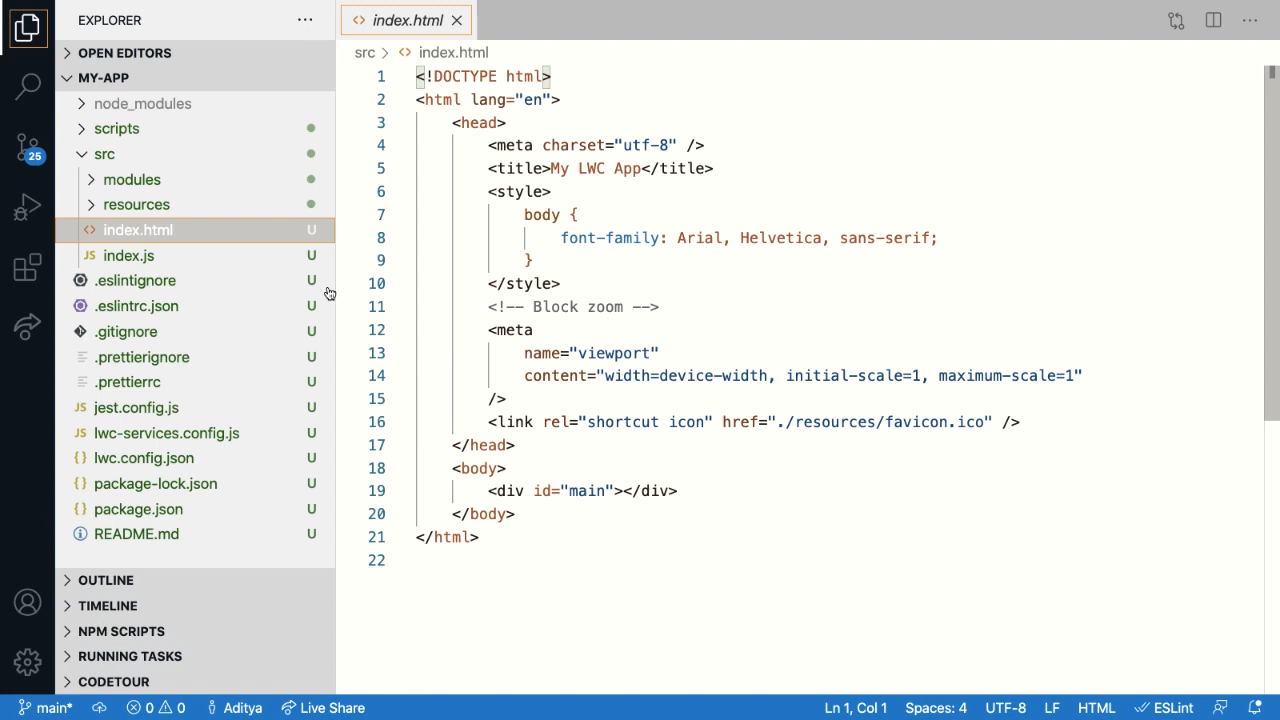 EXPLORER
OPEN EDITORS
MY-APP
node_modules
scripts
src
modules
resources
index.html U
JS index.js U
.eslintignore U
.eslintrc.json U
.gitignore U
.prettierignore U
.prettierrc U
JS jest.config.js U
JS lwc-services.config.js U
{} lwc.config.json U
{} package-lock.json U
{} package.json U
README.md U
OUTLINE
TIMELINE
NPM SCRIPTS
RUNNING TASKS
CODETOUR
25
<> index.html
src > <> index.html
1 <!DOCTYPE html>
2 <html lang="en">
3 <head>
4 <meta charset="utf-8" />
5 <title>My LWC App</title>
6 <style>
7 body {
8 font-family: Arial, Helvetica, sans-serif;
9 }
10 </style>
11 <!-- Block zoom -->
12 <meta
13 name="viewport"
14 content="width=device-width, initial-scale=1, maximum-scale=1"
15 />
16 <link rel="shortcut icon" href="./resources/favicon.ico" />
17 </head>
18 <body>
19 <div id="main"></div>
20 </body>
21 </html>
22
main* 0 0 Aditya Live Share Ln 1, Col 1 Spaces: 4 UTF-8 LF HTML ESLint